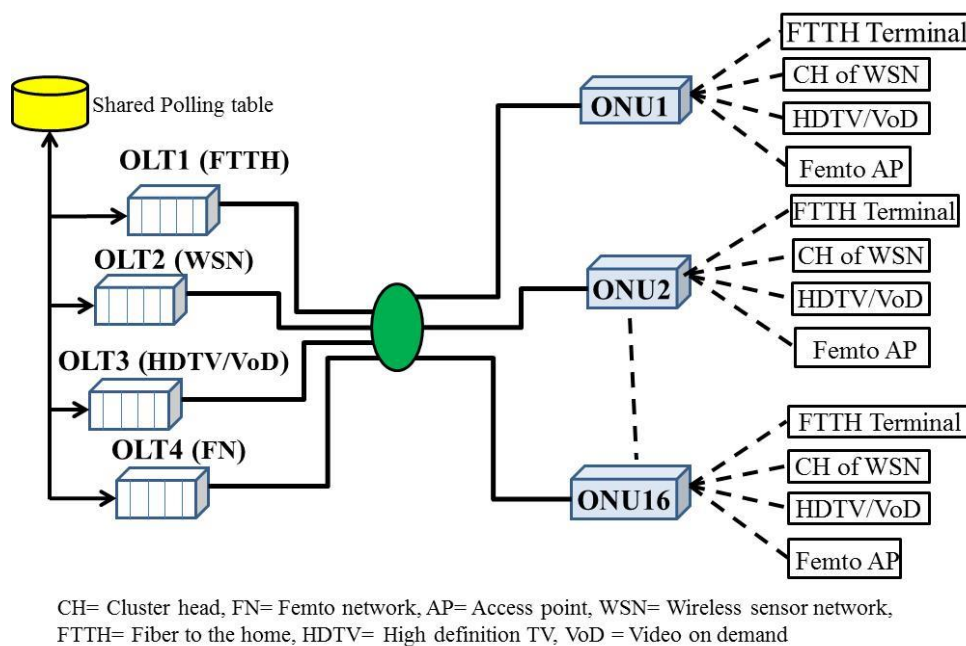 Shared Polling table
OLT1 (FTTH)
OLT2 (WSN)
OLT3 (HDTV/VoD)
OLT4 (FN)
ONU1
FTTH Terminal
CH of WSN
HDTV/VoD
Femto AP
ONU2
FTTH Terminal
CH of WSN
HDTV/VoD
Femto AP
ONU16
FTTH Terminal
CH of WSN
HDTV/VoD
Femto AP
CH= Cluster head, FN= Femto network, AP= Access point, WSN= Wireless sensor network,
FTTH= Fiber to the home, HDTV= High definition TV, VoD = Video on demand